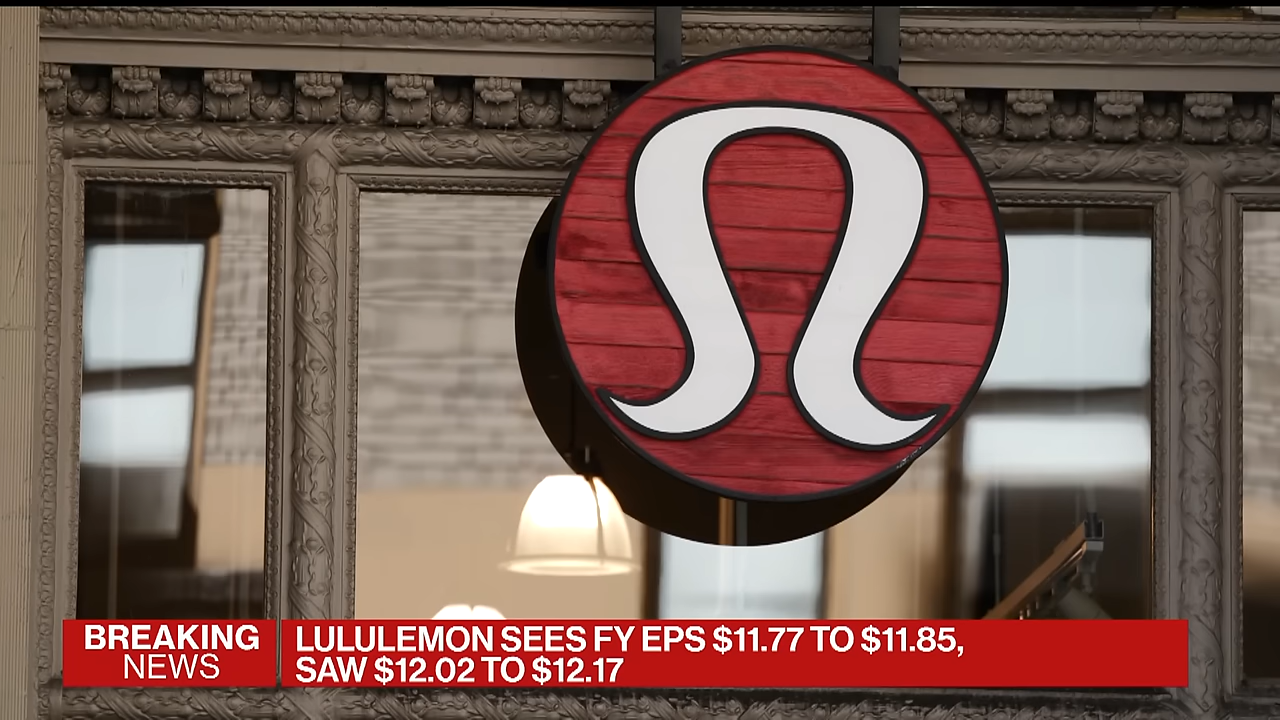 BREAKING
NEWS
LULULEMON SEES FY EPS $11.77 TO $11.85,
SAW $12.02 TO $12.17